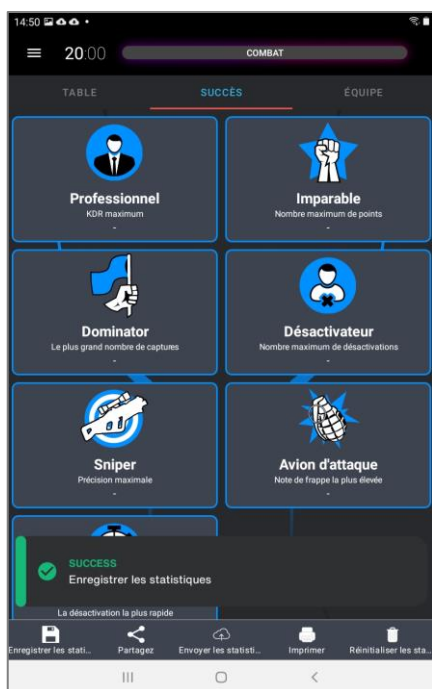 14:50
20:00
COMBAT
TABLE SUCCÈS ÉQUIPE
Professionnel
KDR maximum
-
Imparable
Nombre maximum de points
-
Dominator
Le plus grand nombre de captures
-
Désactivateur
Nombre maximum de désactivations
-
Sniper
Précision maximale
-
Avion d'attaque
Note de frappe la plus élevée
-
SUCCESS
Enregistrer les statistiques
La désactivation la plus rapide
Enregistrer les stati... Partagez Envoyer les statisti... Imprimer Réinitialiser les sta...